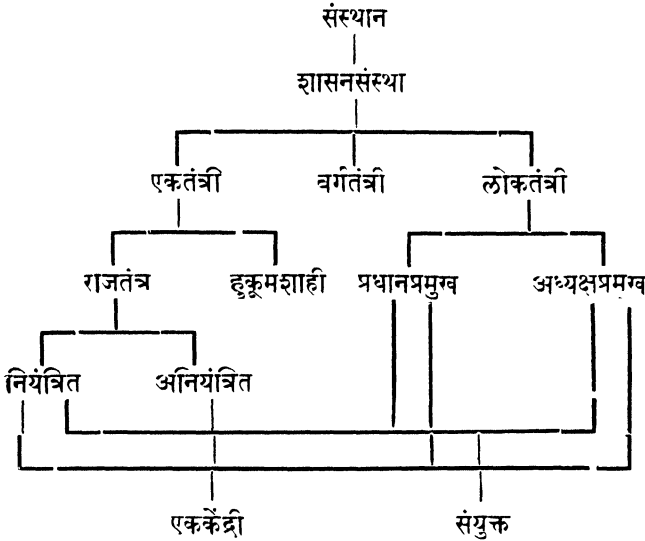 संस्थान
शासनसंस्था
एकतंत्री वर्गतंत्री लोकतंत्री
राजतंत्र हुकूमशाही प्रधानप्रमुख अध्यक्षप्रमुख
नियंत्रित अनियंत्रित
एककेंद्री संयुक्त